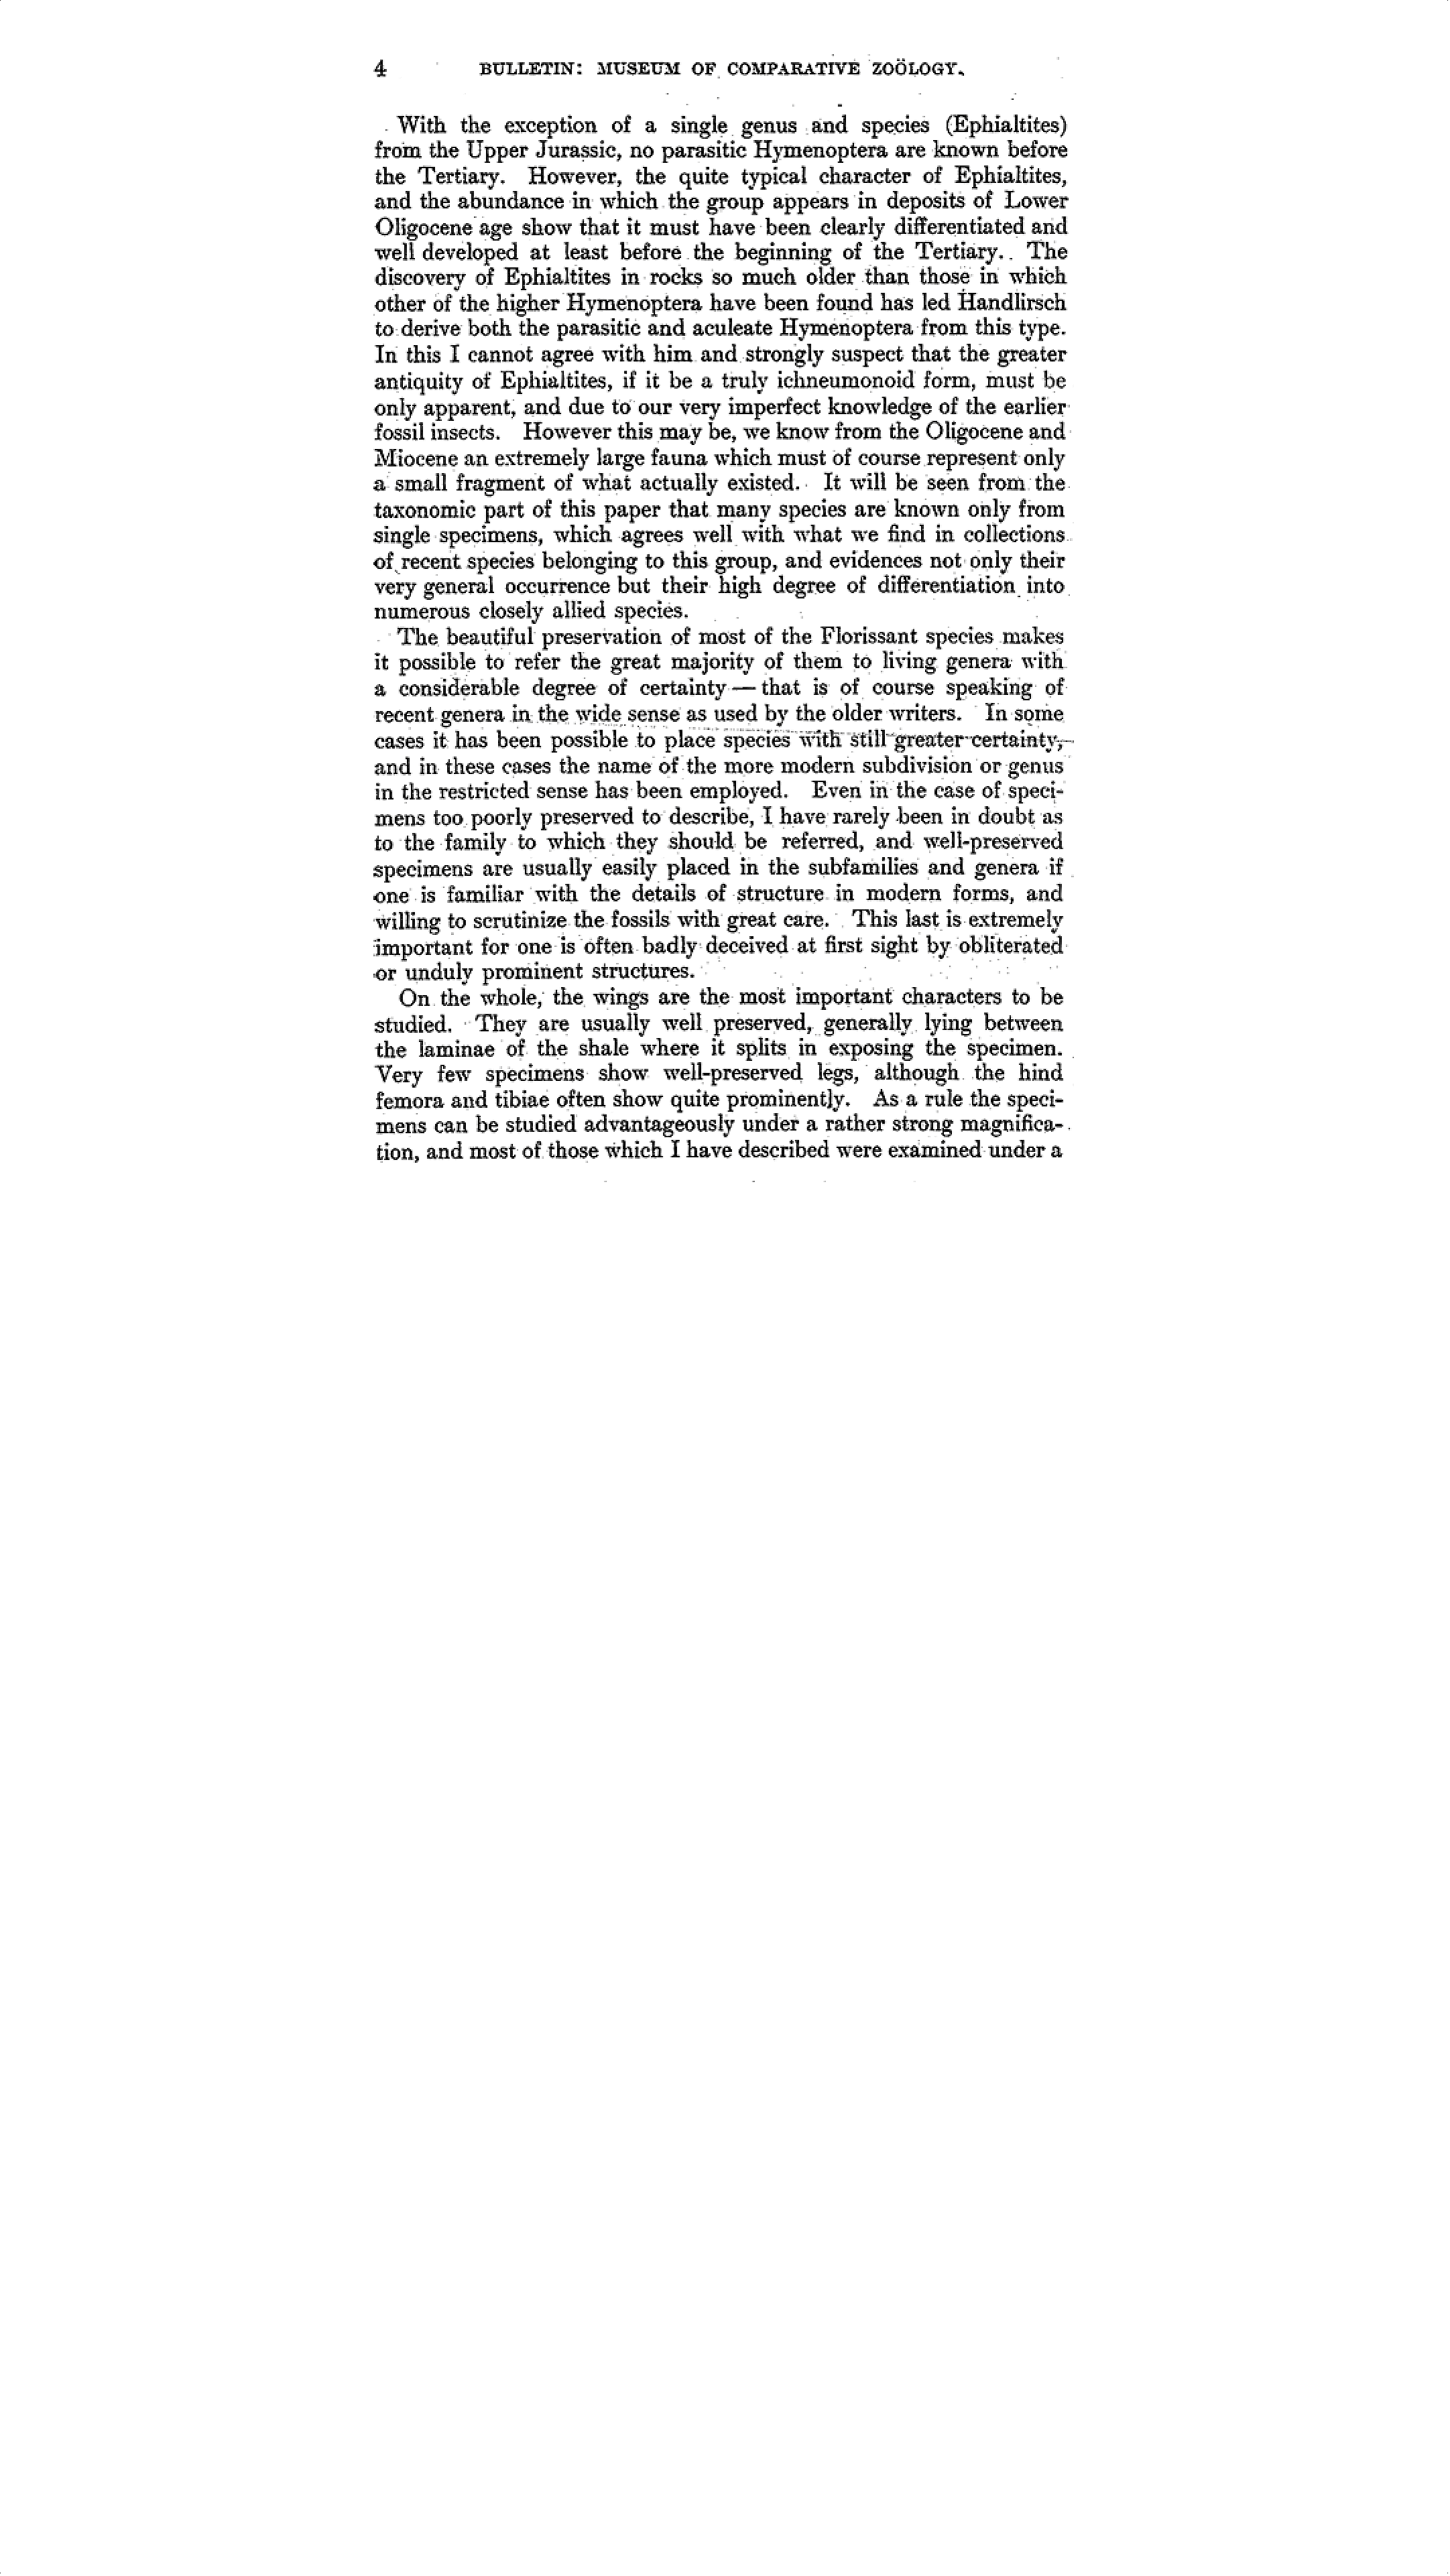 4 BULLETIN: MUSEUM OF COMPARATIVE ZOÖLOGY.
With the exception of a single genus and species (Ephialtites)
from the Upper Jurassic, no parasitic Hymenoptera are known before
the Tertiary. However, the quite typical character of Ephialtites,
and the abundance in which the group appears in deposits of Lower
Oligocene age show that it must have been clearly differentiated and
well developed at least before the beginning of the Tertiary. The
discovery of Ephialtites in rocks so much older than those in which
other of the higher Hymenoptera have been found has led Handlirsch
to derive both the parasitic and aculeate Hymenoptera from this type.
In this I cannot agree with him and strongly suspect that the greater
antiquity of Ephialtites, if it be a truly ichneumonoid form, must be
only apparent, and due to our very imperfect knowledge of the earlier
fossil insects. However this may be, we know from the Oligocene and
Miocene an extremely large fauna which must of course represent only
a small fragment of what actually existed. It will be seen from the
taxonomic part of this paper that many species are known only from
single specimens, which agrees well with what we find in collections
of recent species belonging to this group, and evidences not only their
very general occurrence but their high degree of differentiation into
numerous closely allied species.
The beautiful preservation of most of the Florissant species makes
it possible to refer the great majority of them to living genera with
a considerable degree of certainty — that is of course speaking of
recent genera in the wide sense as used by the older writers. In some
cases it has been possible to place species with still greater certainty,
and in these cases the name of the more modern subdivision or genus
in the restricted sense has been employed. Even in the case of speci-
mens too poorly preserved to describe, I have rarely been in doubt as
to the family to which they should be referred, and well-preserved
specimens are usually easily placed in the subfamilies and genera if
one is familiar with the details of structure in modern forms, and
willing to scrutinize the fossils with great care. This last is extremely
important for one is often badly deceived at first sight by obliterated
or unduly prominent structures.
On the whole, the wings are the most important characters to be
studied. They are usually well preserved, generally lying between
the laminae of the shale where it splits in exposing the specimen.
Very few specimens show well-preserved legs, although the hind
femora and tibiae often show quite prominently. As a rule the speci-
mens can be studied advantageously under a rather strong magnifica-
tion, and most of those which I have described were examined under a